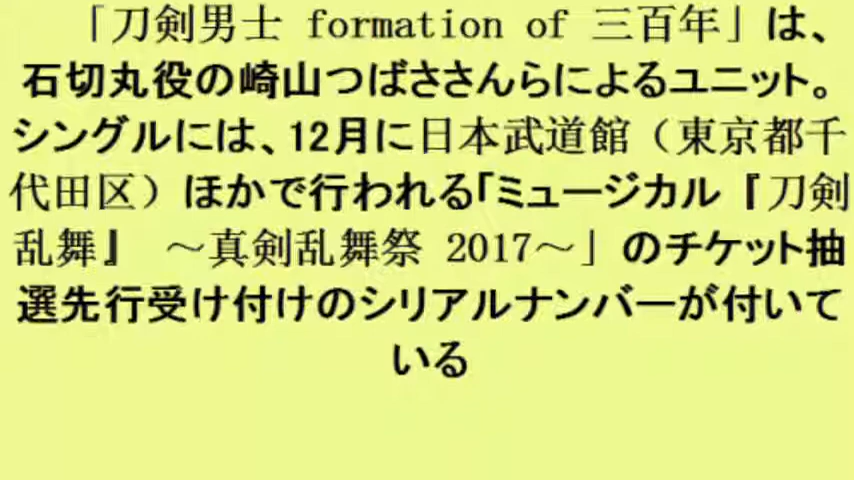 「刀剣男士 formation of 三百年」は、
石切丸役の崎山つばささんらによるユニット。
シングルには、12月に日本武道館（東京都千
代田区）ほかで行われる「ミュージカル『刀剣
乱舞』 ～真剣乱舞祭 2017～」のチケット抽
選先行受け付けのシリアルナンバーが付いて
いる